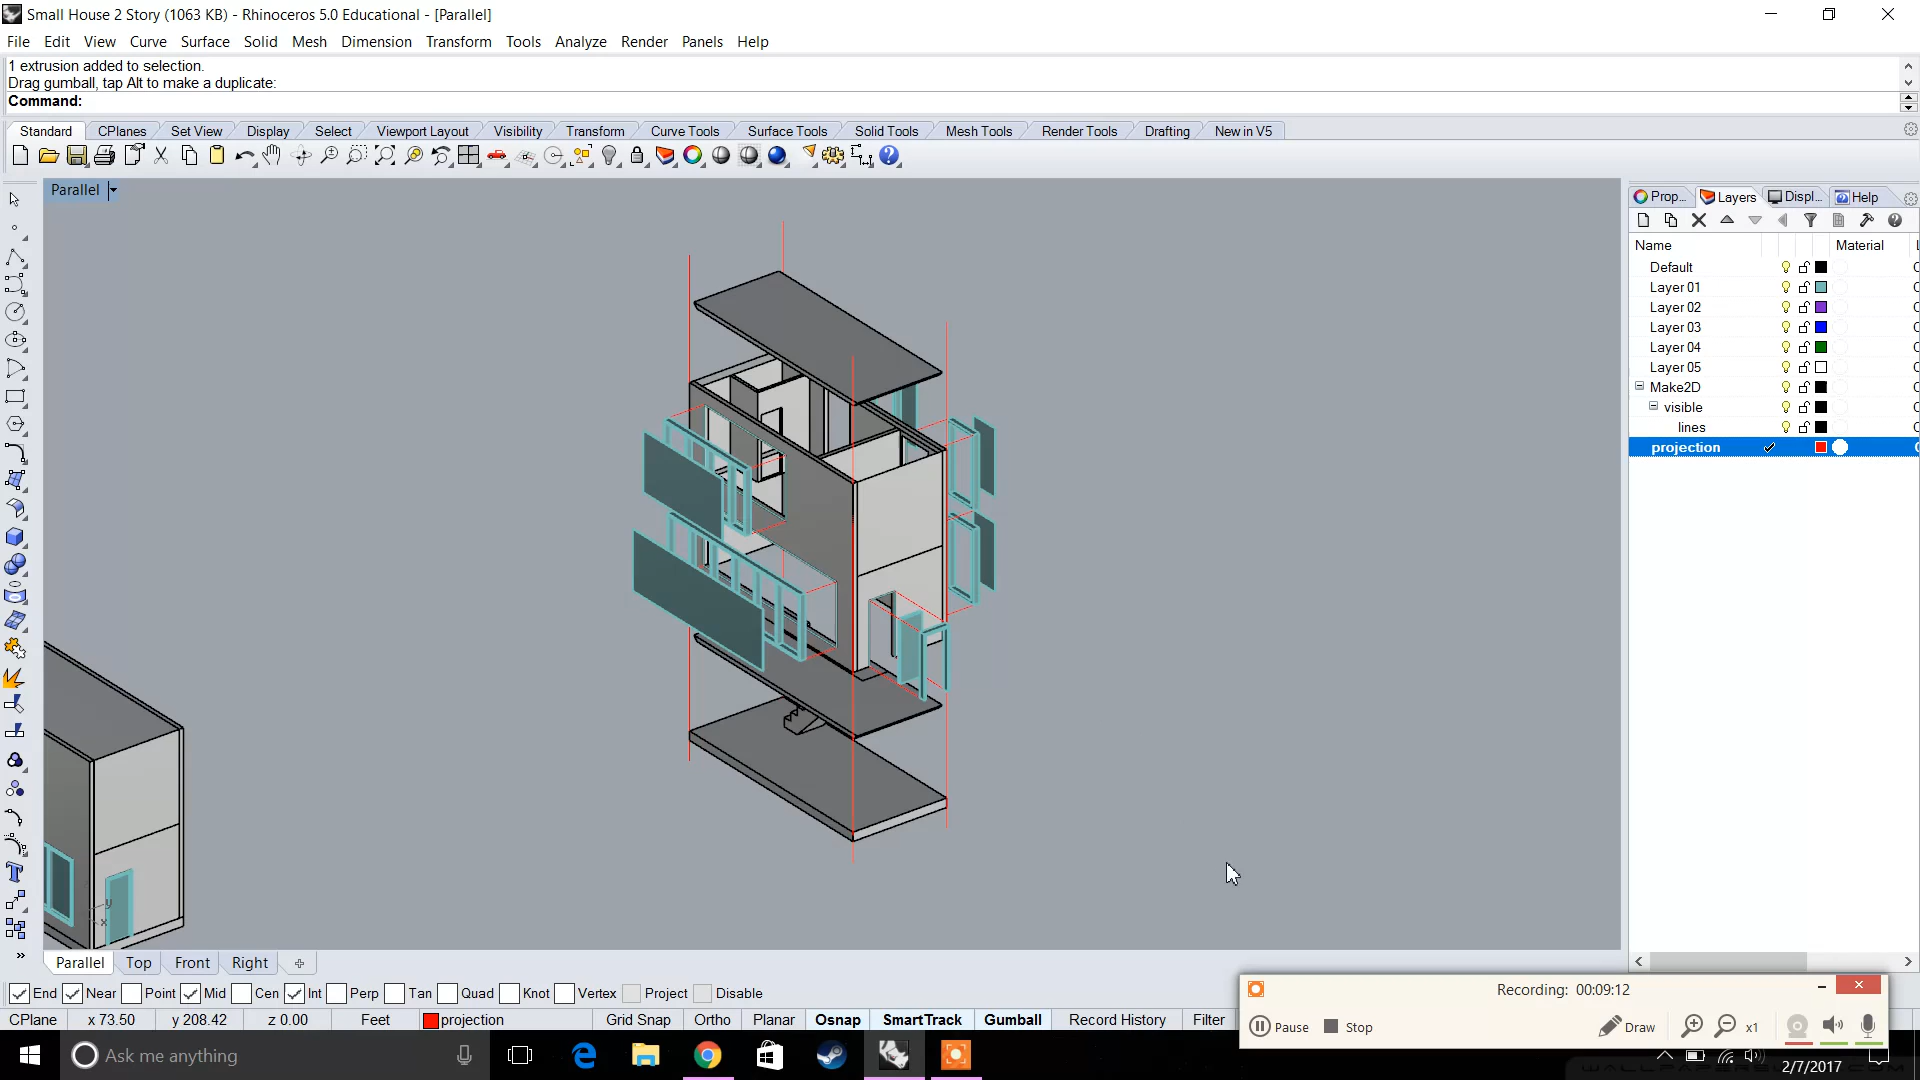 Small House 2 Story (1063 KB) - Rhinoceros 5.0 Educational - [Parallel]
File Edit View Curve Surface Solid Mesh Dimension Transform Tools Analyze Render Panels Help
1 extrusion added to selection.
Drag gumball, tap Alt to make a duplicate:
Command:
Standard CPlanes Set View Display Select Viewport Layout Visibility Transform Curve Tools Surface Tools Solid Tools Mesh Tools Render Tools Drafting New in V5
Parallel
Prop... Layers Displ... Help
Name Material
Default
Layer 01
Layer 02
Layer 03
Layer 04
Layer 05
Make2D
visible
lines
projection
y
x
Parallel Top Front Right
End Near Point Mid Cen Int Perp Tan Quad Knot Vertex Project Disable
CPlane x 73.50 y 208.42 z 0.00 Feet projection Grid Snap Ortho Planar Osnap SmartTrack Gumball Record History Filter
Recording: 00:09:12
Pause Stop Draw x1
Ask me anything
2/7/2017